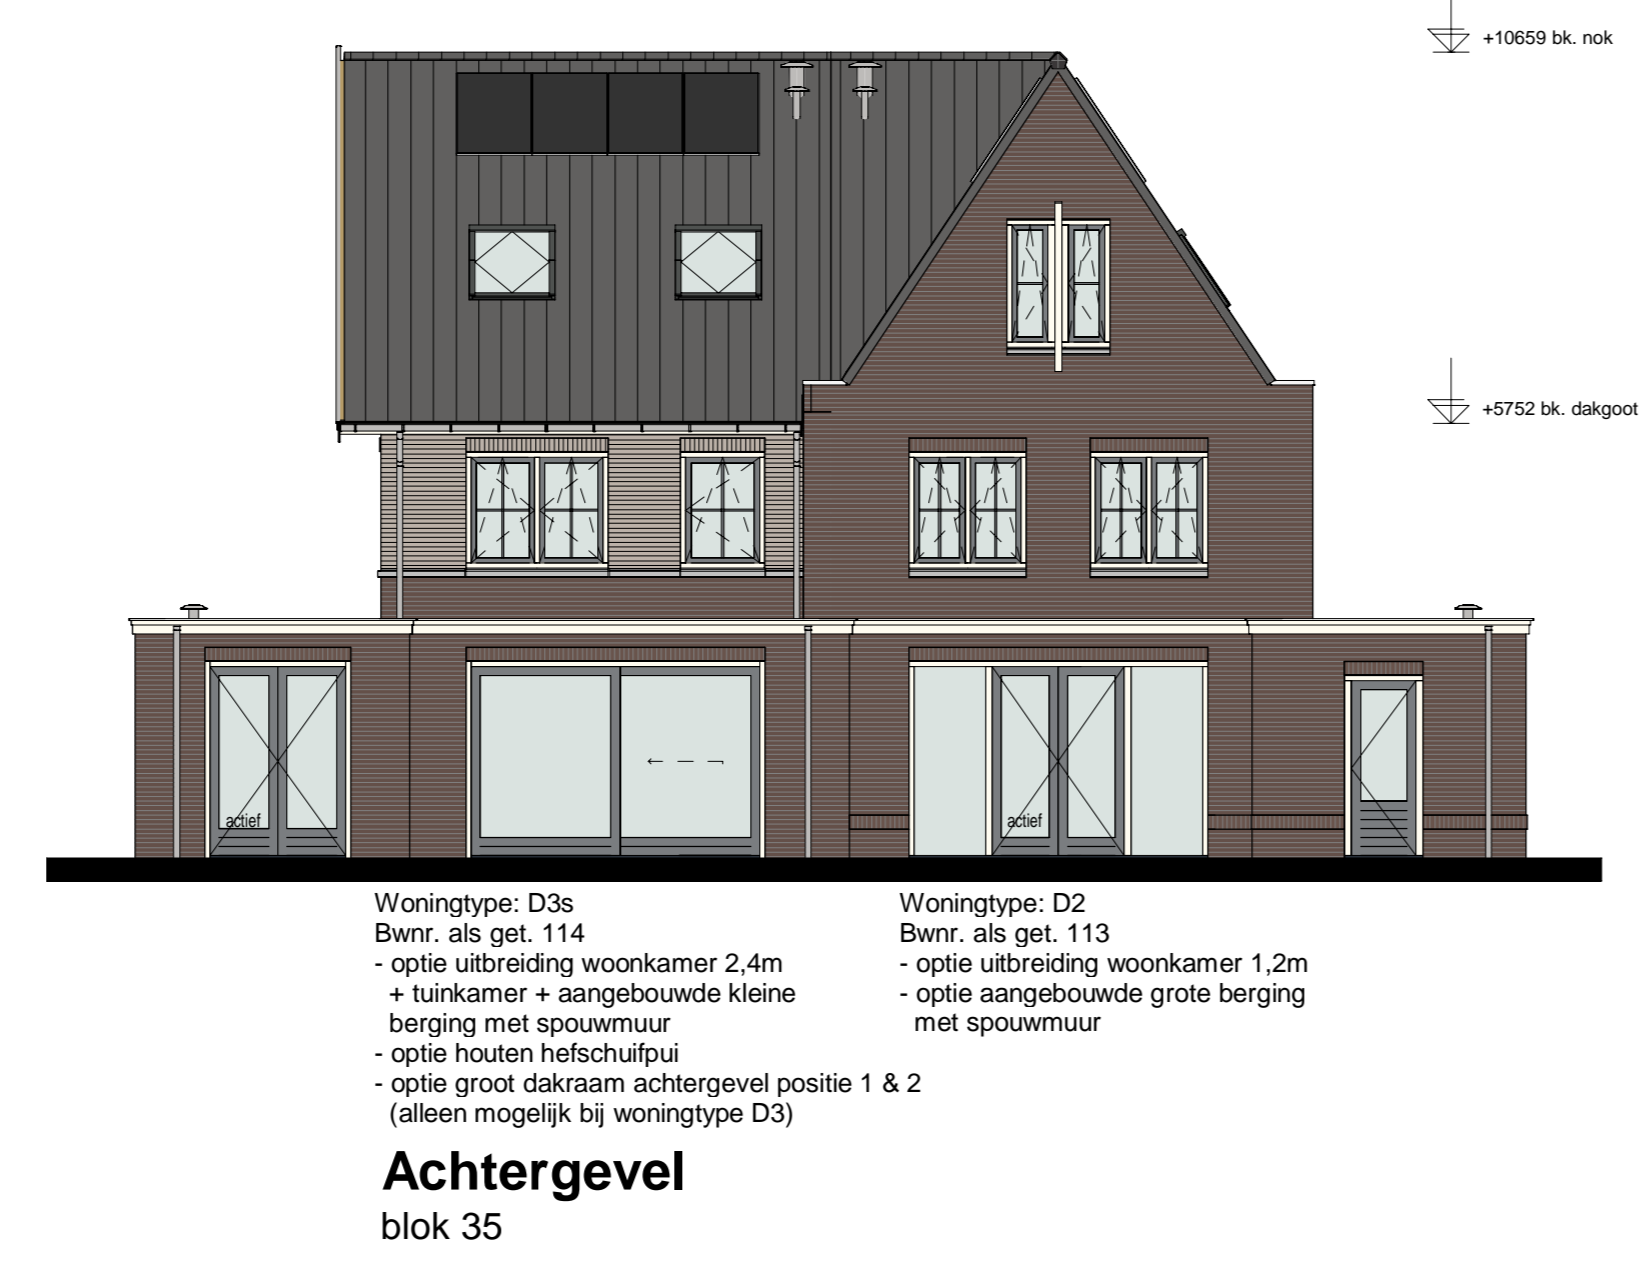 +10659 bk. nok
+5752 bk. dakgoot
actief
actief
Woningtype: D3s
Bwnr. als get. 114
- optie uitbreiding woonkamer 2,4m
+ tuinkamer + aangebouwde kleine
berging met spouwmuur
- optie houten hefschuifpui
- optie groot dakraam achtergevel positie 1 & 2
(alleen mogelijk bij woningtype D3)
Woningtype: D2
Bwnr. als get. 113
- optie uitbreiding woonkamer 1,2m
- optie aangebouwde grote berging
met spouwmuur
Achtergevel
blok 35